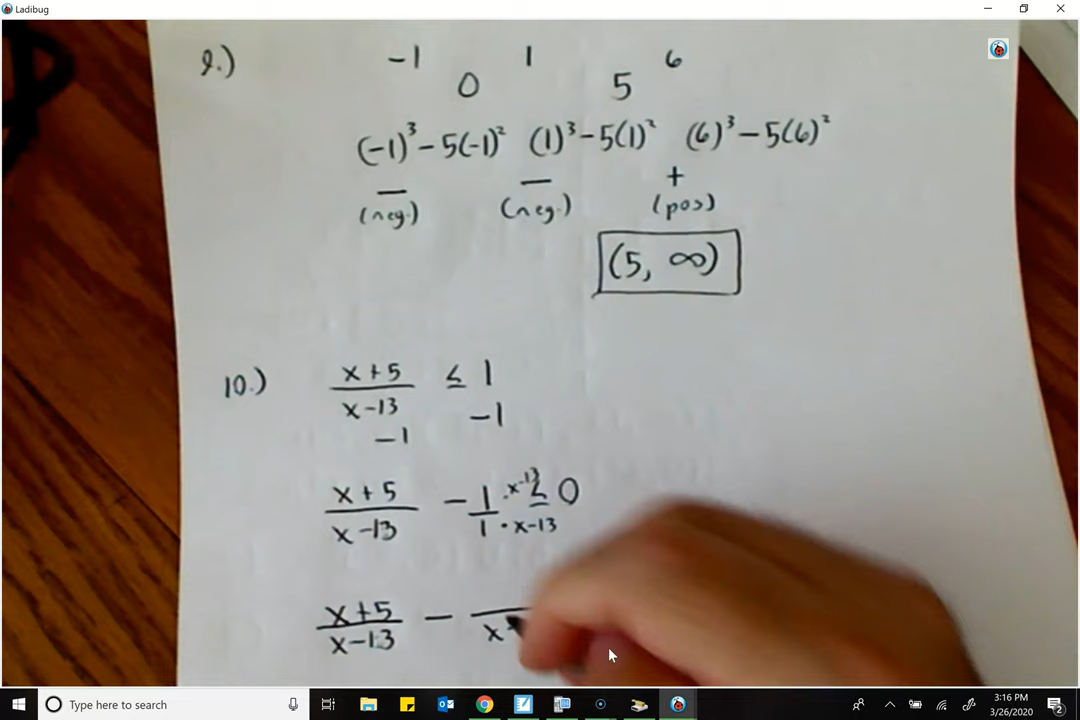 Ladibug
9.) -1 1 6
0 5
(-1)³ - 5(-1)² (1)³ - 5(1)² (6)³ - 5(6)²
— — +
(neg.) (neg.) (pos)
(5, ∞)
10.) x+5 ≤ 1
x-13 -1
-1
x+5 - 1 · x-13 ≤ 0
x-13 1 · x-13
x+5 -
x-13 x
Type here to search
3:16 PM
3/26/2020
2